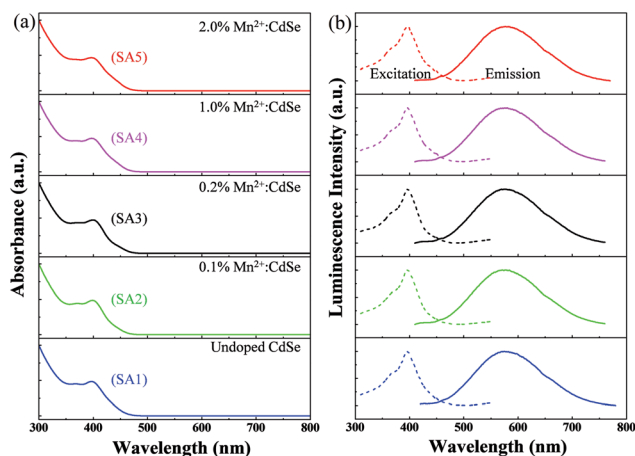 (a)
2.0% Mn²⁺:CdSe
(SA5)
1.0% Mn²⁺:CdSe
(SA4)
0.2% Mn²⁺:CdSe
(SA3)
0.1% Mn²⁺:CdSe
(SA2)
Undoped CdSe
(SA1)
Absorbance (a.u.)
300 400 500 600 700 800
Wavelength (nm)
(b)
Excitation Emission
Luminescence Intensity (a.u.)
300 400 500 600 700 800
Wavelength (nm)